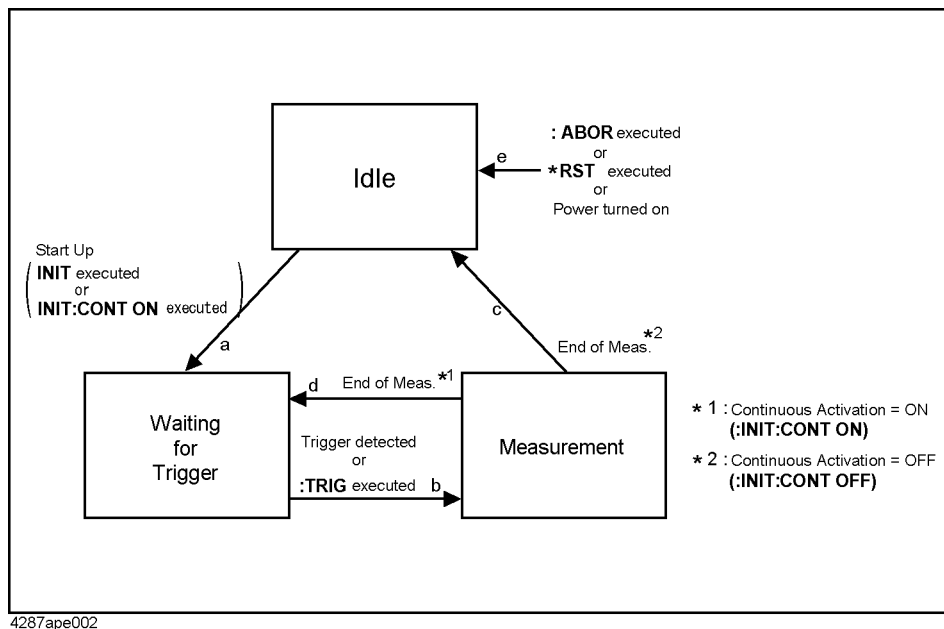 Idle
e
: ABOR executed
or
*RST executed
or
Power turned on
Start Up
INIT executed
or
INIT:CONT ON executed
a
c
End of Meas.*2
Waiting
for
Trigger
d End of Meas.*1
Trigger detected
or
:TRIG executed b
Measurement
* 1 : Continuous Activation = ON
(:INIT:CONT ON)
* 2 : Continuous Activation = OFF
(:INIT:CONT OFF)
4287ape002